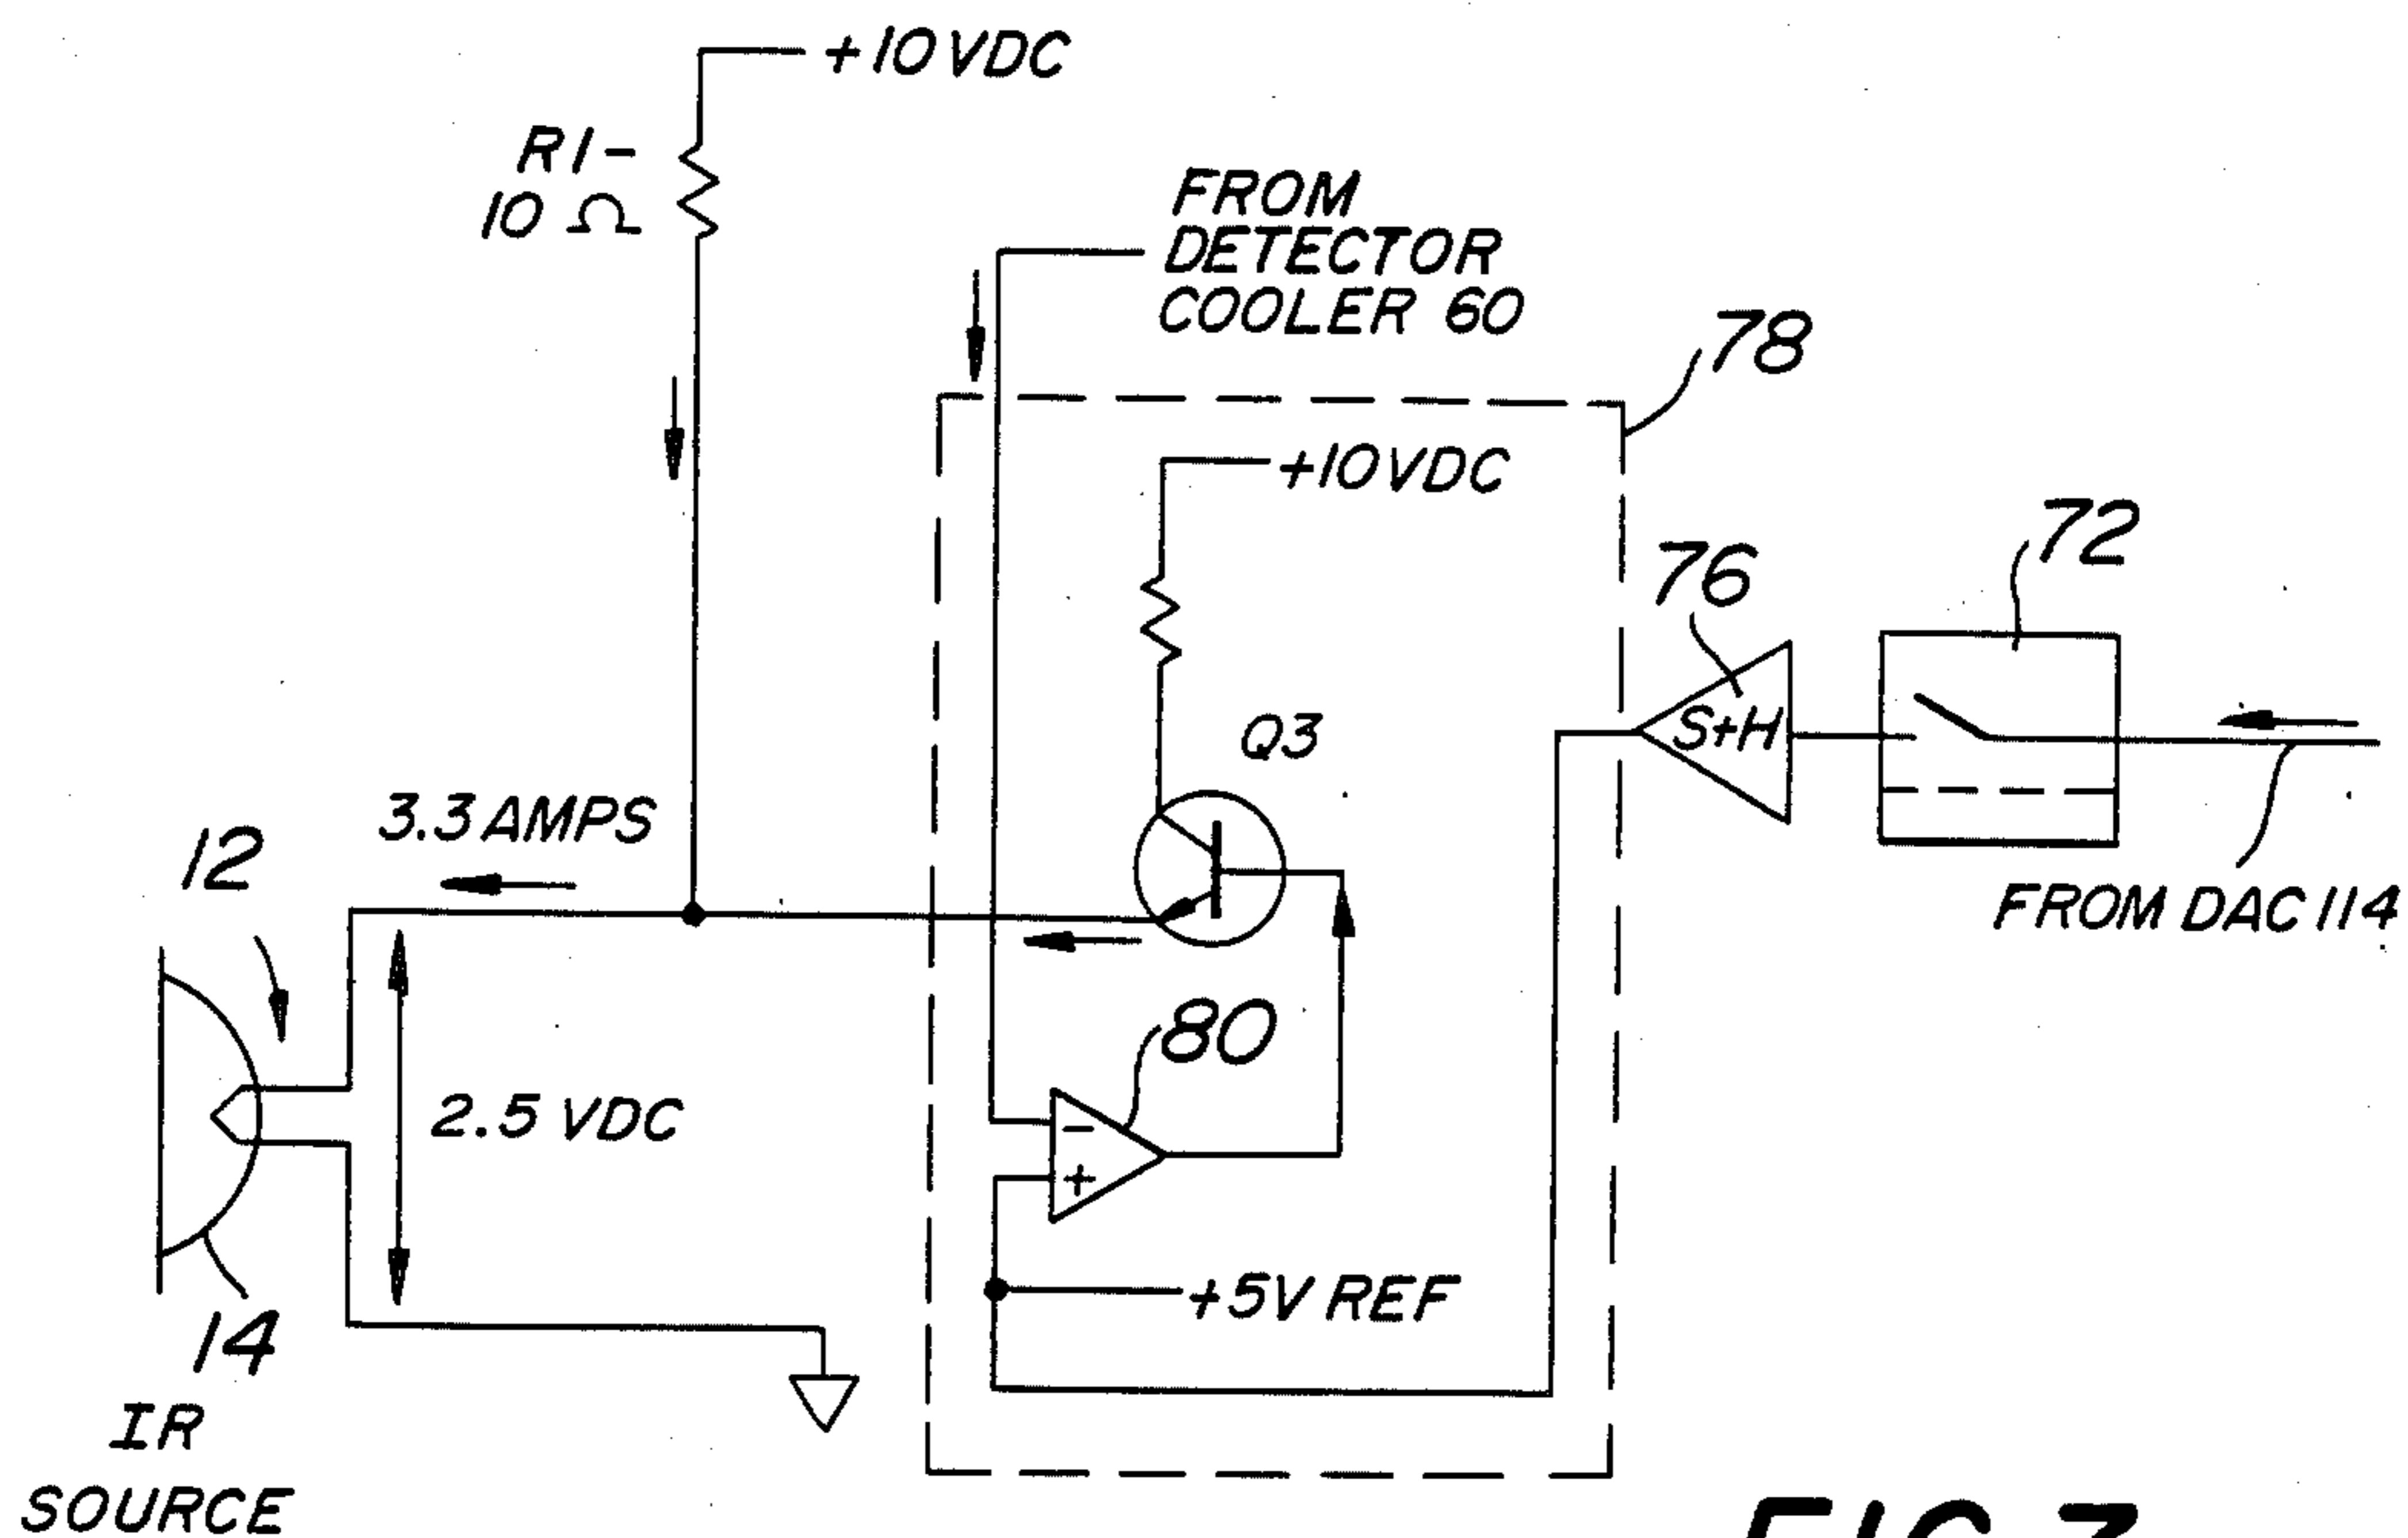 +10VDC
R1-
10 Ω
FROM
DETECTOR
COOLER 60
78
+10VDC
72
76
S+H
Q3
3.3 AMPS
12
FROM DAC 114
80
2.5 VDC
-
+
+5V REF
14
IR
SOURCE